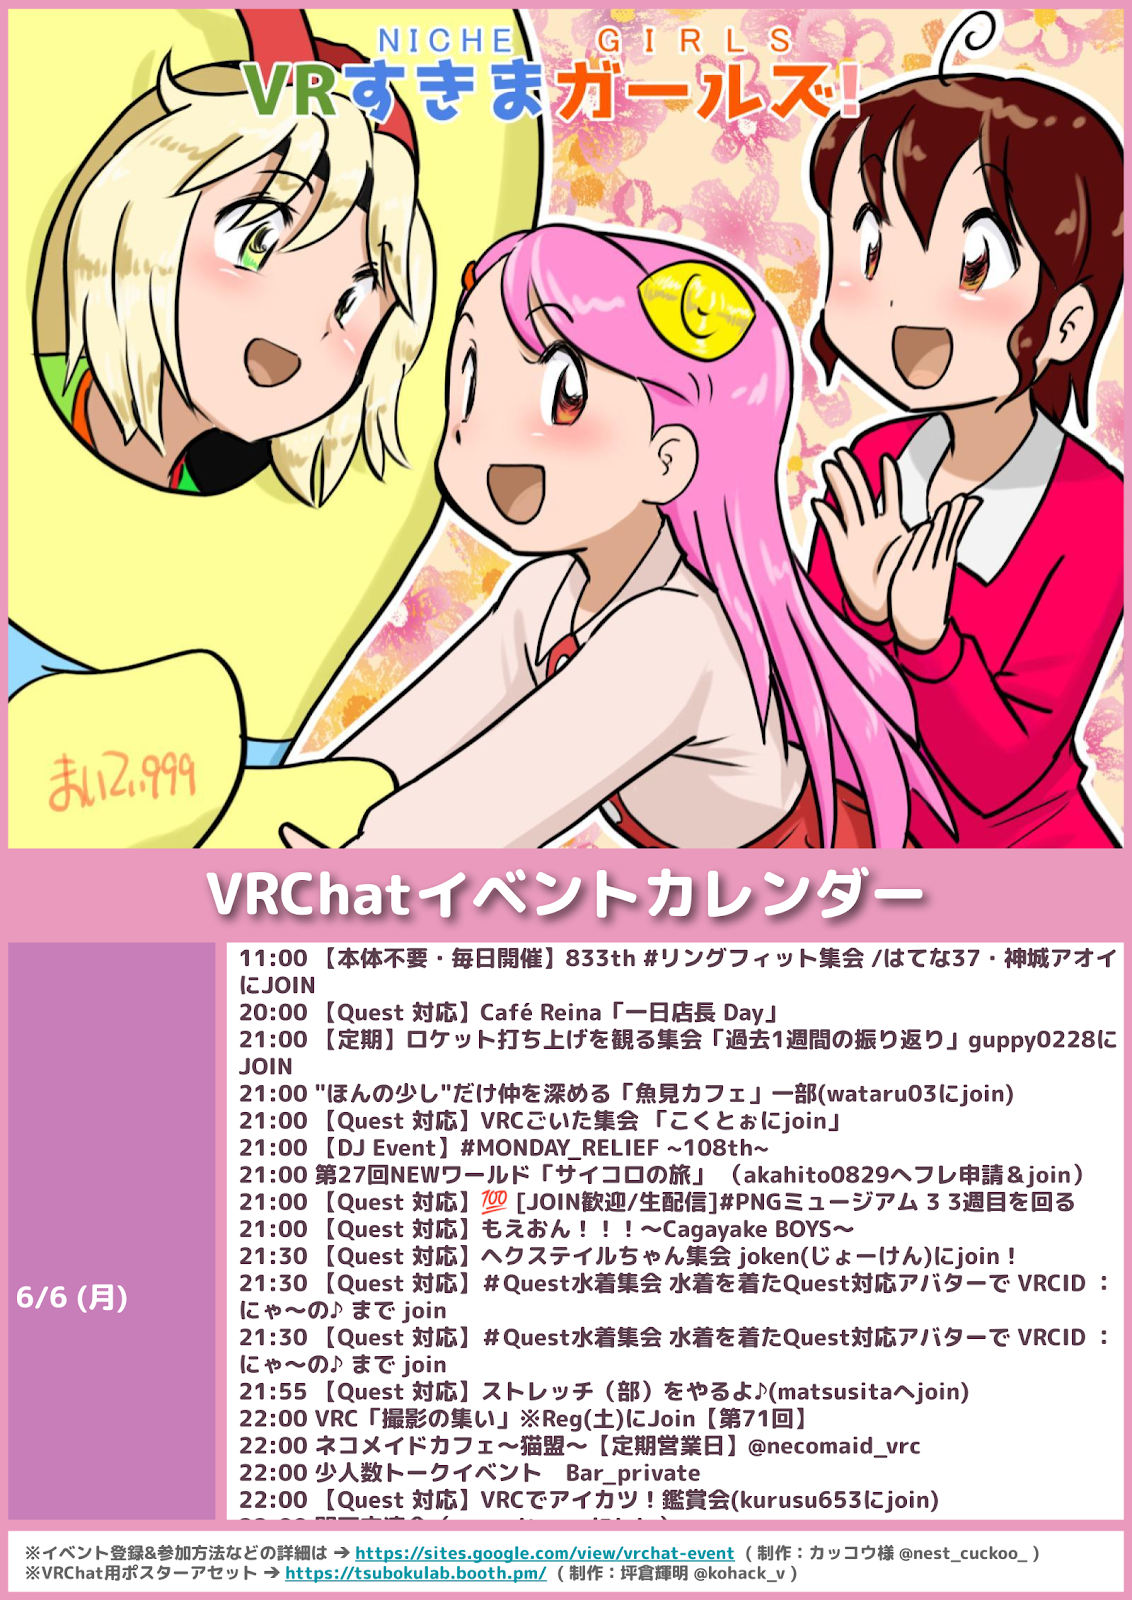 NICHE GIRLS
VRすきまガールズ!
まいてぃ999
VRChatイベントカレンダー
6/6 (月)
11:00 【本体不要・毎日開催】833th #リングフィット集会 /はてな37・神城アオイ
にJOIN
20:00 【Quest 対応】Café Reina「一日店長 Day」
21:00 【定期】ロケット打ち上げを観る集会「過去1週間の振り返り」guppy0228に
JOIN
21:00 "ほんの少し"だけ仲を深める「魚見カフェ」一部(wataru03にjoin)
21:00 【Quest 対応】VRCごいた集会 「こくとぉにjoin」
21:00 【DJ Event】#MONDAY_RELIEF ~108th~
21:00 第27回NEWワールド「サイコロの旅」 （akahito0829へフレ申請＆join）
21:00 【Quest 対応】💯 [JOIN歓迎/生配信]#PNGミュージアム 3 3週目を回る
21:00 【Quest 対応】もえおん！！！～Cagayake BOYS～
21:30 【Quest 対応】ヘクステイルちゃん集会 joken(じょーけん)にjoin！
21:30 【Quest 対応】＃Quest水着集会 水着を着たQuest対応アバターで VRCID ：
にゃ～の♪ まで join
21:30 【Quest 対応】＃Quest水着集会 水着を着たQuest対応アバターで VRCID ：
にゃ～の♪ まで join
21:55 【Quest 対応】ストレッチ（部）をやるよ♪(matsusitaへjoin)
22:00 VRC「撮影の集い」※Reg(土)にJoin【第71回】
22:00 ネコメイドカフェ～猫盟～【定期営業日】@necomaid_vrc
22:00 少人数トークイベント　Bar_private
22:00 【Quest 対応】VRCでアイカツ！鑑賞会(kurusu653にjoin)
※イベント登録&参加方法などの詳細は ➔ https://sites.google.com/view/vrchat-event ( 制作：カッコウ様 @nest_cuckoo_ )
※VRChat用ポスターアセット ➔ https://tsubokulab.booth.pm/ ( 制作：坪倉輝明 @kohack_v )